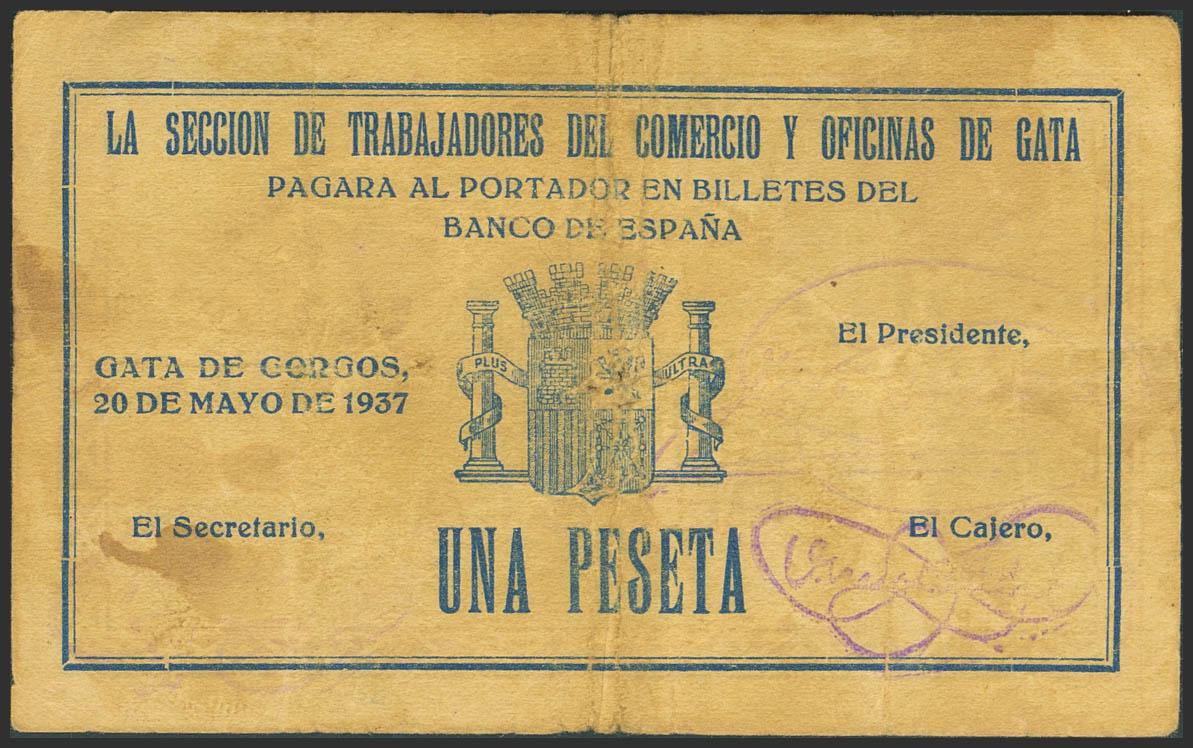 LA SECCION DE TRABAJADORES DEL COMERCIO Y OFICINAS DE GATA
PAGARA AL PORTADOR EN BILLETES DEL
BANCO DE ESPAÑA
PLUS ULTRA
El Presidente,
GATA DE GORGOS,
20 DE MAYO DE 1937
El Secretario,
El Cajero,
UNA PESETA